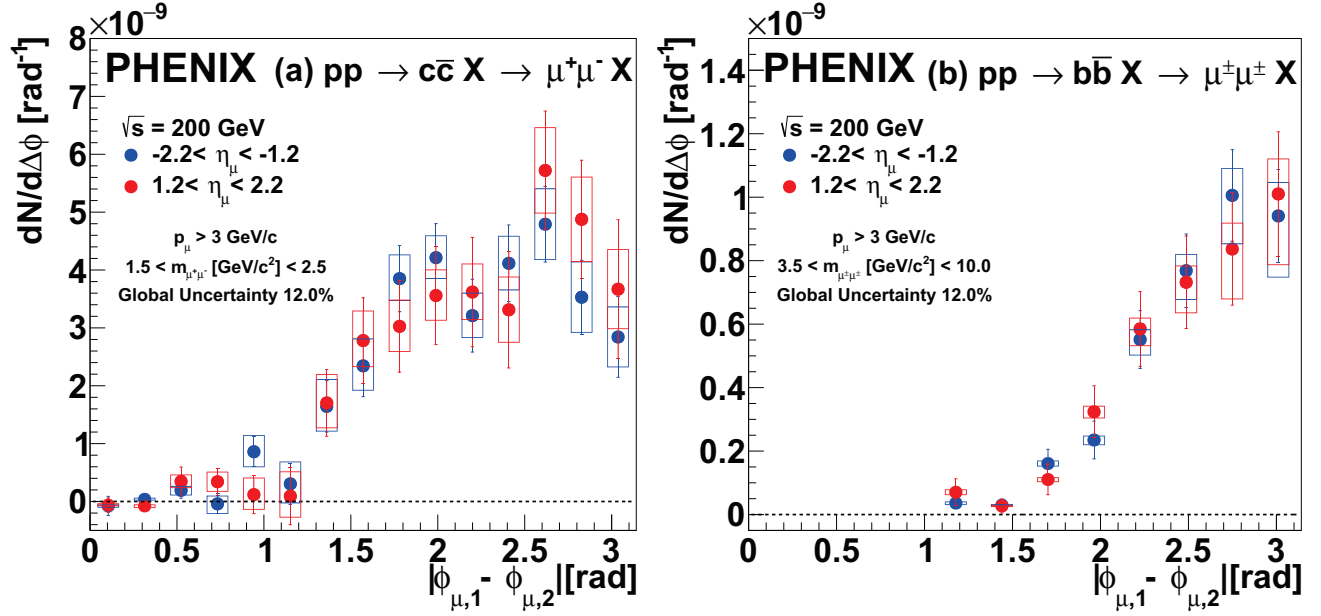 ×10⁻⁹
PHENIX (a) pp → cc̅ X → μ⁺μ⁻ X
√s = 200 GeV
-2.2< η_μ < -1.2
1.2< η_μ < 2.2
p_μ > 3 GeV/c
1.5 < m_μ⁺μ⁻ [GeV/c²] < 2.5
Global Uncertainty 12.0%
dN/dΔϕ [rad⁻¹]
8
7
6
5
4
3
2
1
0
0 0.5 1 1.5 2 2.5 3
|ϕ_μ,1 - ϕ_μ,2|[rad]
×10⁻⁹
PHENIX (b) pp → bb̅ X → μ^±μ^± X
√s = 200 GeV
-2.2< η_μ < -1.2
1.2< η_μ < 2.2
p_μ > 3 GeV/c
3.5 < m_μ^±μ^± [GeV/c²] < 10.0
Global Uncertainty 12.0%
dN/dΔϕ [rad⁻¹]
1.4
1.2
1
0.8
0.6
0.4
0.2
0
0 0.5 1 1.5 2 2.5 3
|ϕ_μ,1 - ϕ_μ,2|[rad]